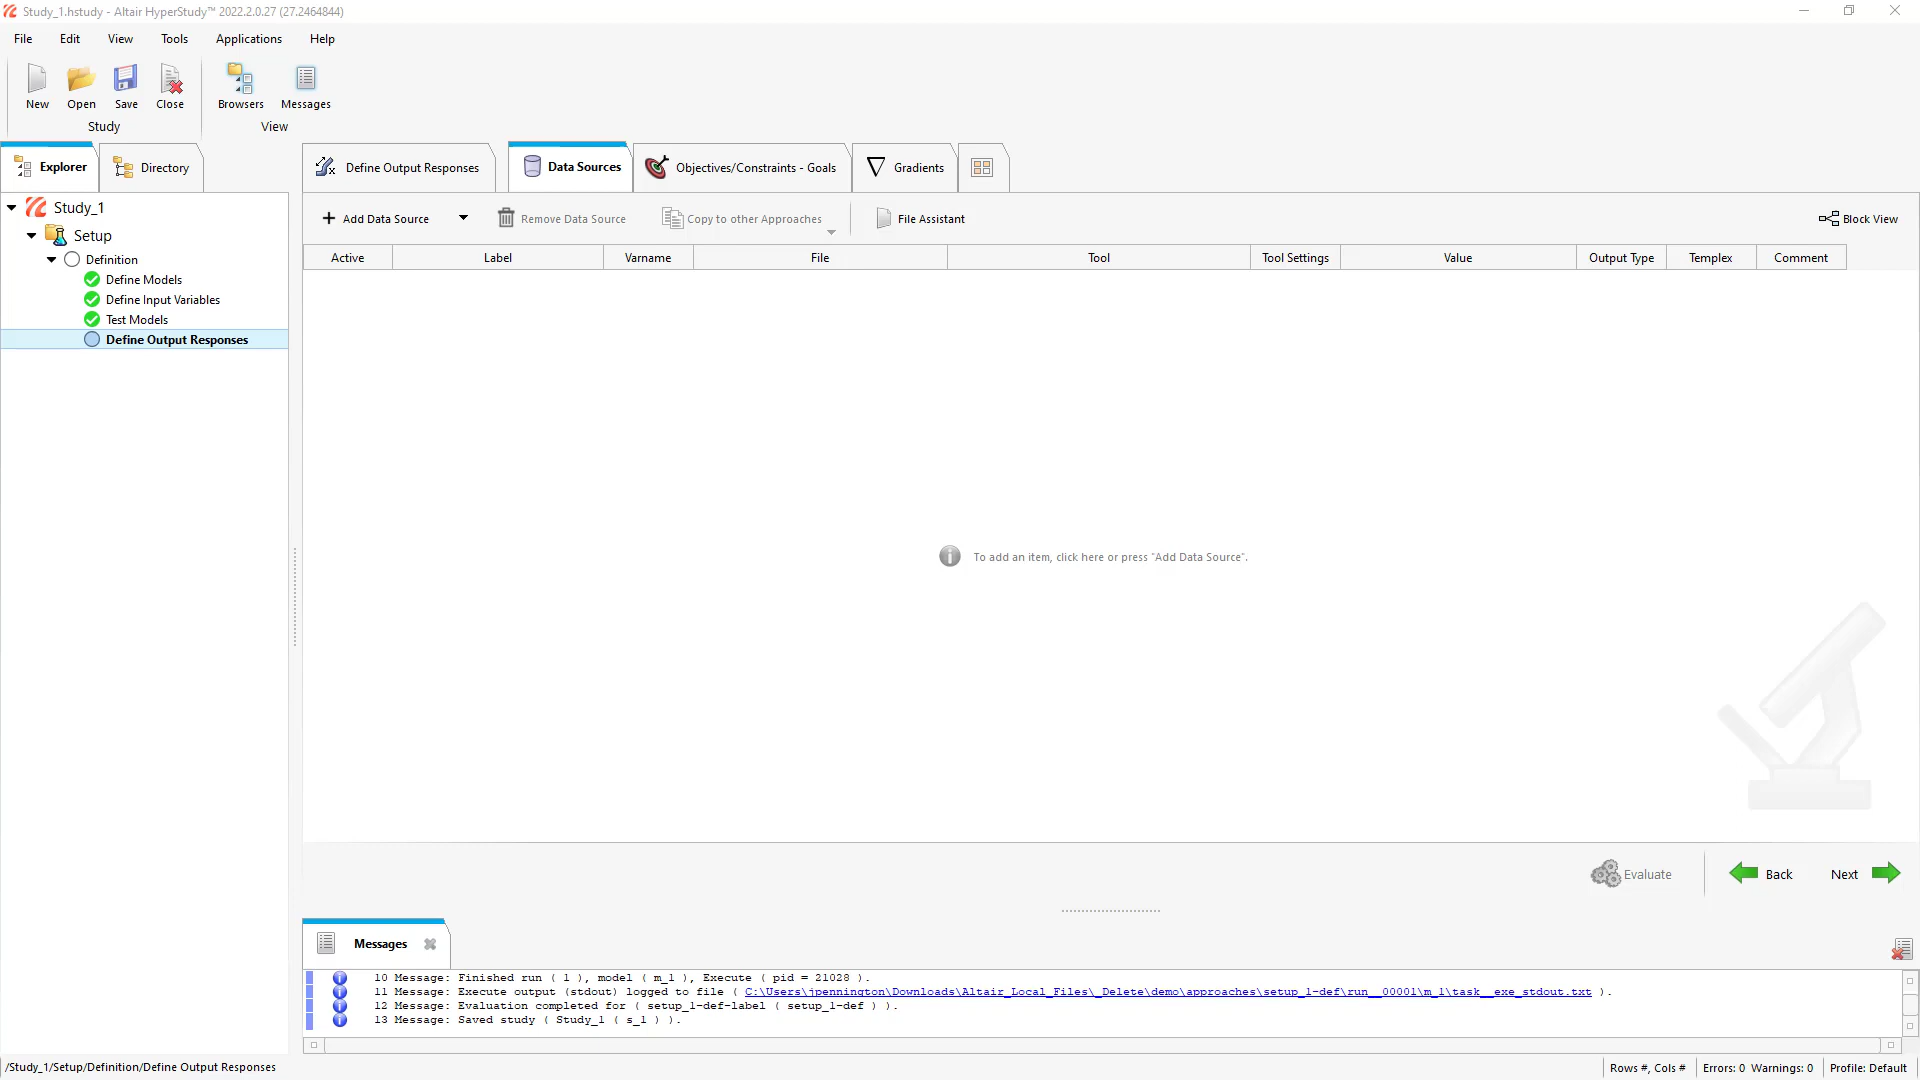 Study_1.hstudy - Altair HyperStudy™ 2022.2.0.27 (27.2464844)
File Edit View Tools Applications Help
New Open Save Close Browsers Messages
Study View
Explorer Directory Define Output Responses Data Sources Objectives/Constraints - Goals Gradients
Study_1
Setup
Definition
Define Models
Define Input Variables
Test Models
Define Output Responses
Add Data Source Remove Data Source Copy to other Approaches File Assistant Block View
Active Label Varname File Tool Tool Settings Value Output Type Templex Comment
To add an item, click here or press "Add Data Source".
Evaluate Back Next
Messages
10 Message: Finished run ( 1 ), model ( m_1 ), Execute ( pid = 21028 ).
11 Message: Execute output (stdout) logged to file ( C:\Users\jpennington\Downloads\Altair_Local_Files\_Delete\demo\approaches\setup_1-def\run__00001\m_1\task__exe_stdout.txt ).
12 Message: Evaluation completed for ( setup_1-def-label ( setup_1-def ) ).
13 Message: Saved study ( Study_1 ( s_1 ) ).
/Study_1/Setup/Definition/Define Output Responses
Rows #, Cols # Errors: 0 Warnings: 0 Profile: Default